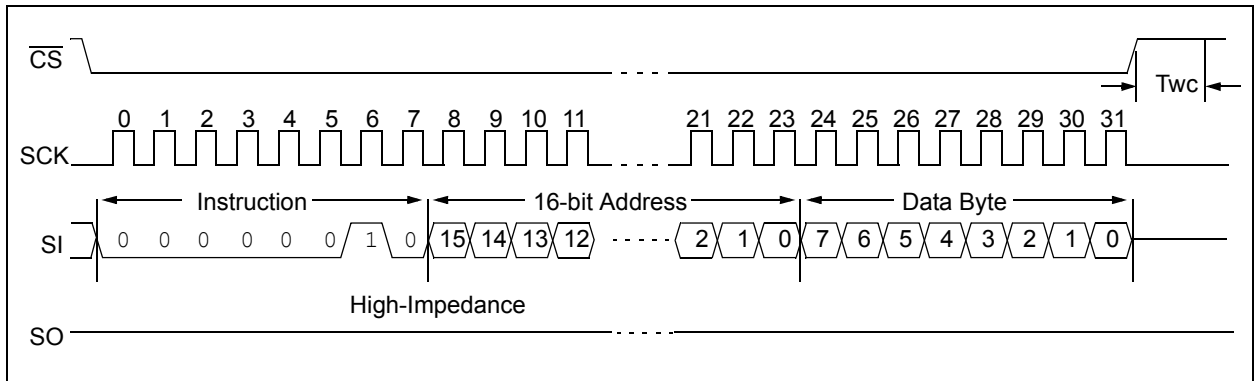 CS Twc
0 1 2 3 4 5 6 7 8 9 10 11 21 22 23 24 25 26 27 28 29 30 31
SCK
Instruction 16-bit Address Data Byte
SI 0 0 0 0 0 0 1 0 15 14 13 12 2 1 0 7 6 5 4 3 2 1 0
High-Impedance
SO